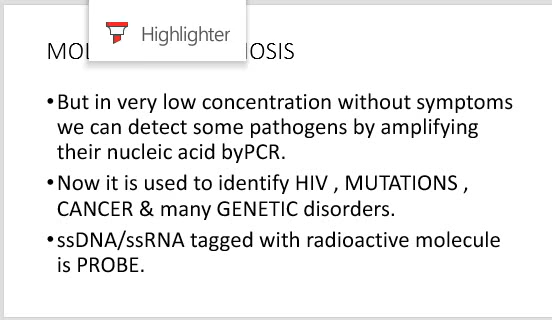 Highlighter
•But in very low concentration without symptoms
we can detect some pathogens by amplifying
their nucleic acid byPCR.
•Now it is used to identify HIV , MUTATIONS ,
CANCER & many GENETIC disorders.
•ssDNA/ssRNA tagged with radioactive molecule
is PROBE.